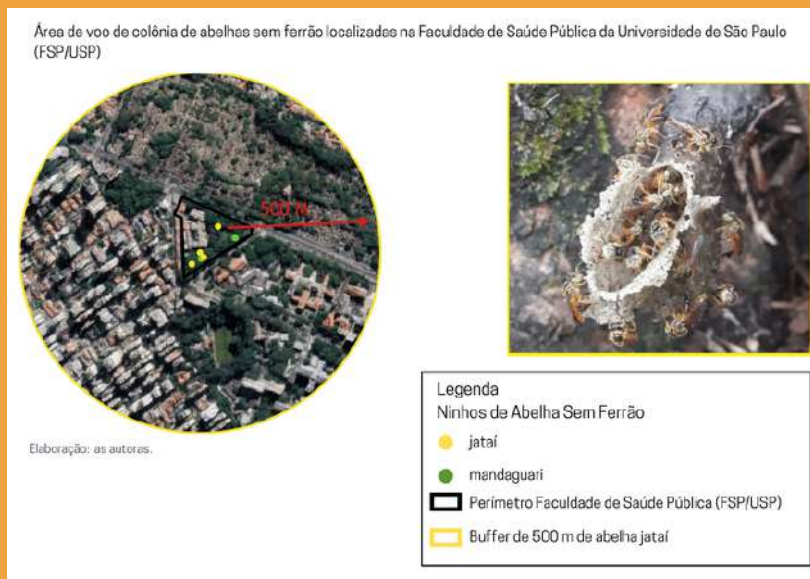 Área de voo de colônia de abelhas sem ferrão localizadas na Faculdade de Saúde Pública da Universidade de São Paulo
(FSP/USP)
500 M
Elaboração: as autoras.
Legenda
Ninhos de Abelha Sem Ferrão
jataí
mandaguari
Perímetro Faculdade de Saúde Pública (FSP/USP)
Buffer de 500 m de abelha jataí